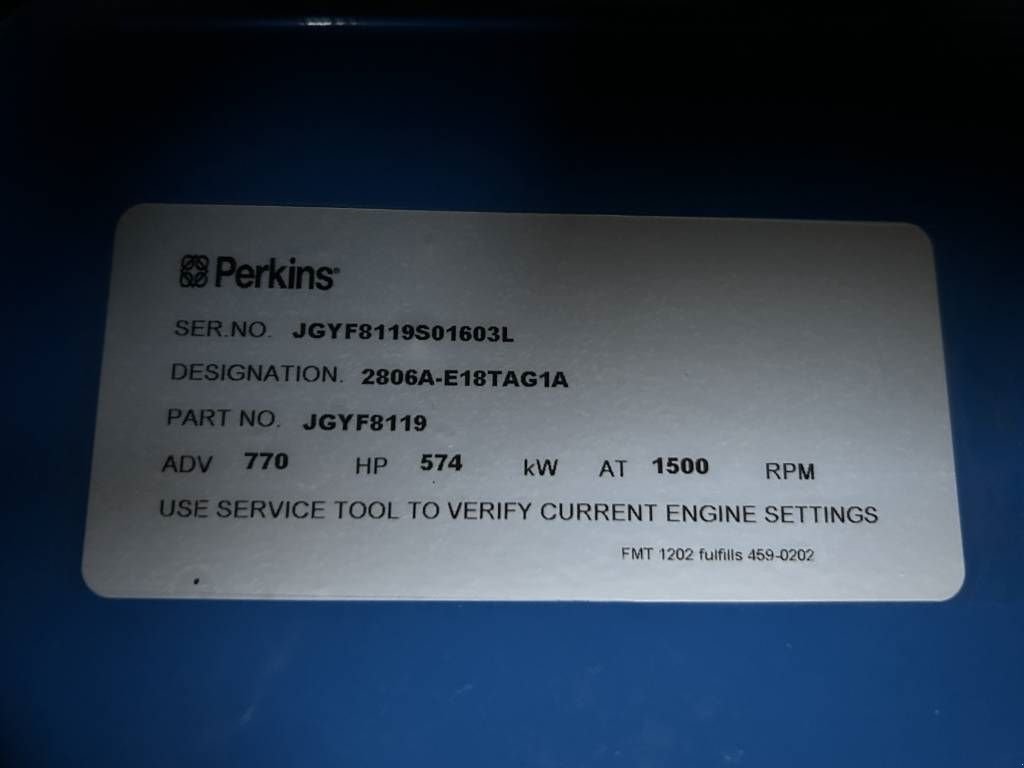 Perkins
SER.NO. JGYF8119S01603L
DESIGNATION. 2806A-E18TAG1A
PART NO. JGYF8119
ADV 770 HP 574 kW AT 1500 RPM
USE SERVICE TOOL TO VERIFY CURRENT ENGINE SETTINGS
FMT 1202 fulfills 459-0202